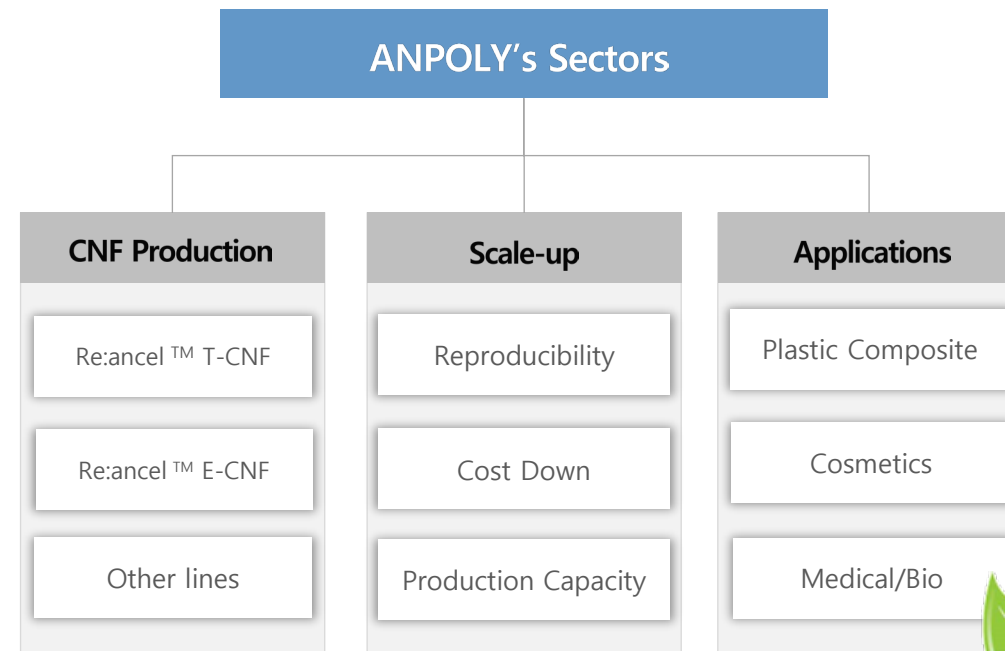 ANPOLY’s Sectors
CNF Production
Re:ancel ™ T-CNF
Re:ancel ™ E-CNF
Other lines
Scale-up
Reproducibility
Cost Down
Production Capacity
Applications
Plastic Composite
Cosmetics
Medical/Bio